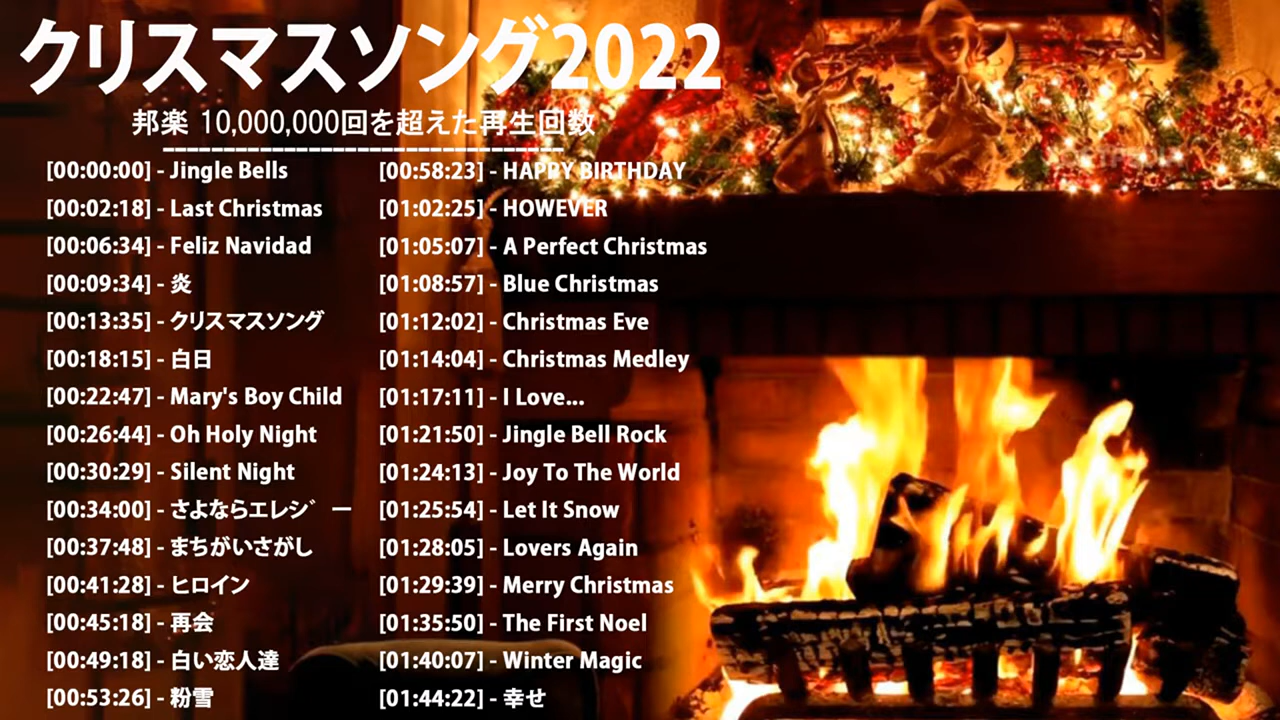 クリスマスソング2022
邦楽 10,000,000回を超えた再生回数
[00:00:00] - Jingle Bells
[00:02:18] - Last Christmas
[00:06:34] - Feliz Navidad
[00:09:34] - 炎
[00:13:35] - クリスマスソング
[00:18:15] - 白日
[00:22:47] - Mary's Boy Child
[00:26:44] - Oh Holy Night
[00:30:29] - Silent Night
[00:34:00] - さよならエレシ゛ー
[00:37:48] - まちがいさがし
[00:41:28] - ヒロイン
[00:45:18] - 再会
[00:49:18] - 白い恋人達
[00:53:26] - 粉雪
[00:58:23] - HAPPY BIRTHDAY
[01:02:25] - HOWEVER
[01:05:07] - A Perfect Christmas
[01:08:57] - Blue Christmas
[01:12:02] - Christmas Eve
[01:14:04] - Christmas Medley
[01:17:11] - I Love...
[01:21:50] - Jingle Bell Rock
[01:24:13] - Joy To The World
[01:25:54] - Let It Snow
[01:28:05] - Lovers Again
[01:29:39] - Merry Christmas
[01:35:50] - The First Noel
[01:40:07] - Winter Magic
[01:44:22] - 幸せ